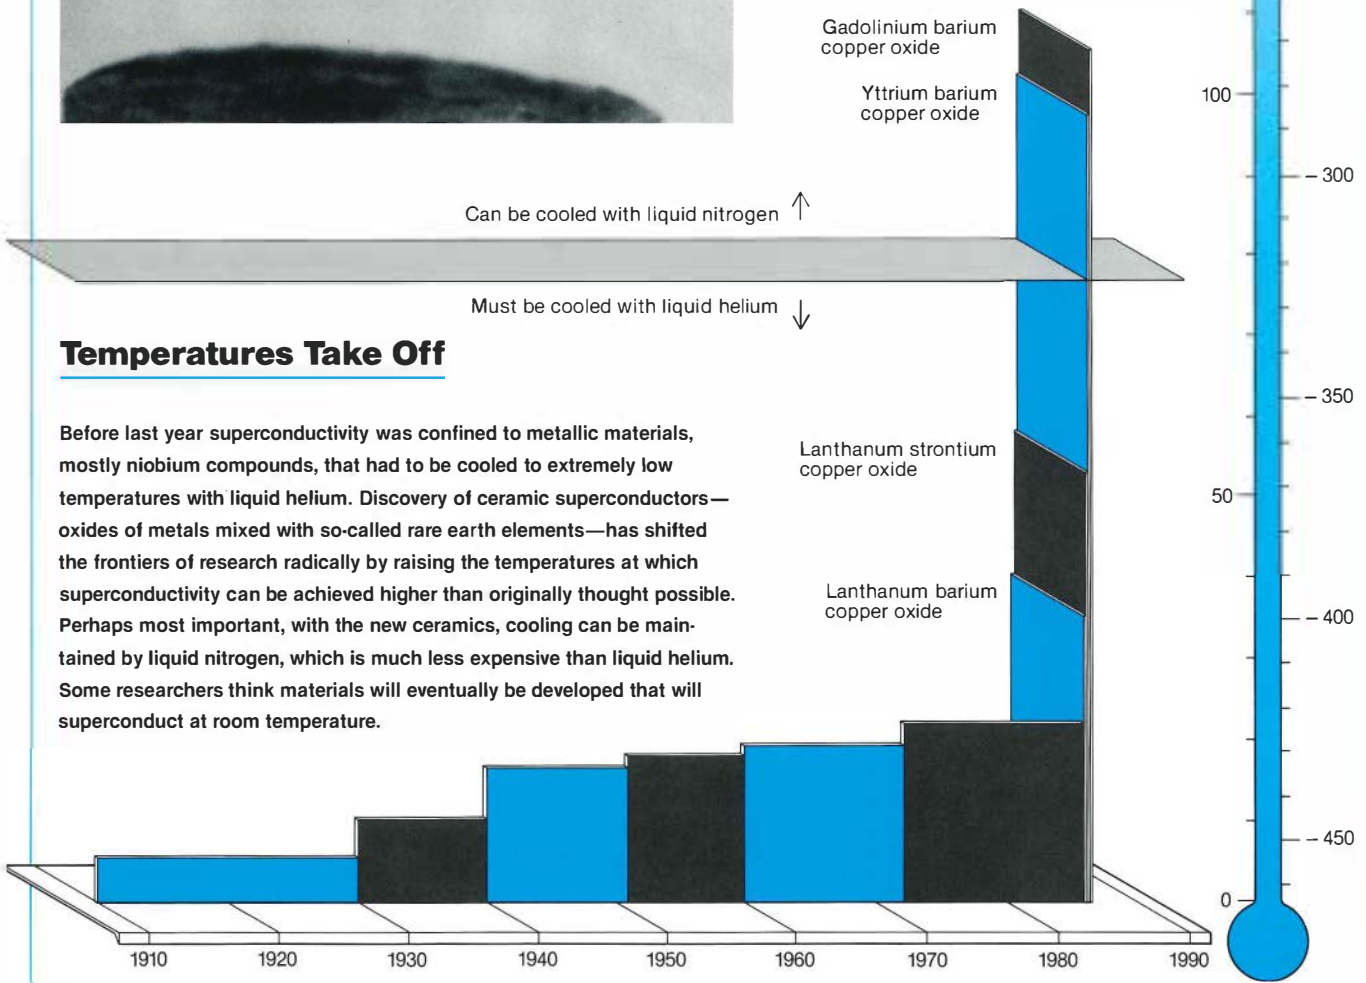 Gadolinium barium
copper oxide
Yttrium barium
copper oxide
100
– 300
Can be cooled with liquid nitrogen ↑
Must be cooled with liquid helium ↓
Temperatures Take Off
Before last year superconductivity was confined to metallic materials,
mostly niobium compounds, that had to be cooled to extremely low
temperatures with liquid helium. Discovery of ceramic superconductors—
oxides of metals mixed with so-called rare earth elements—has shifted
the frontiers of research radically by raising the temperatures at which
superconductivity can be achieved higher than originally thought possible.
Perhaps most important, with the new ceramics, cooling can be main-
tained by liquid nitrogen, which is much less expensive than liquid helium.
Some researchers think materials will eventually be developed that will
superconduct at room temperature.
– 350
Lanthanum strontium
copper oxide
50
Lanthanum barium
copper oxide
– 400
– 450
0
1910 1920 1930 1940 1950 1960 1970 1980 1990